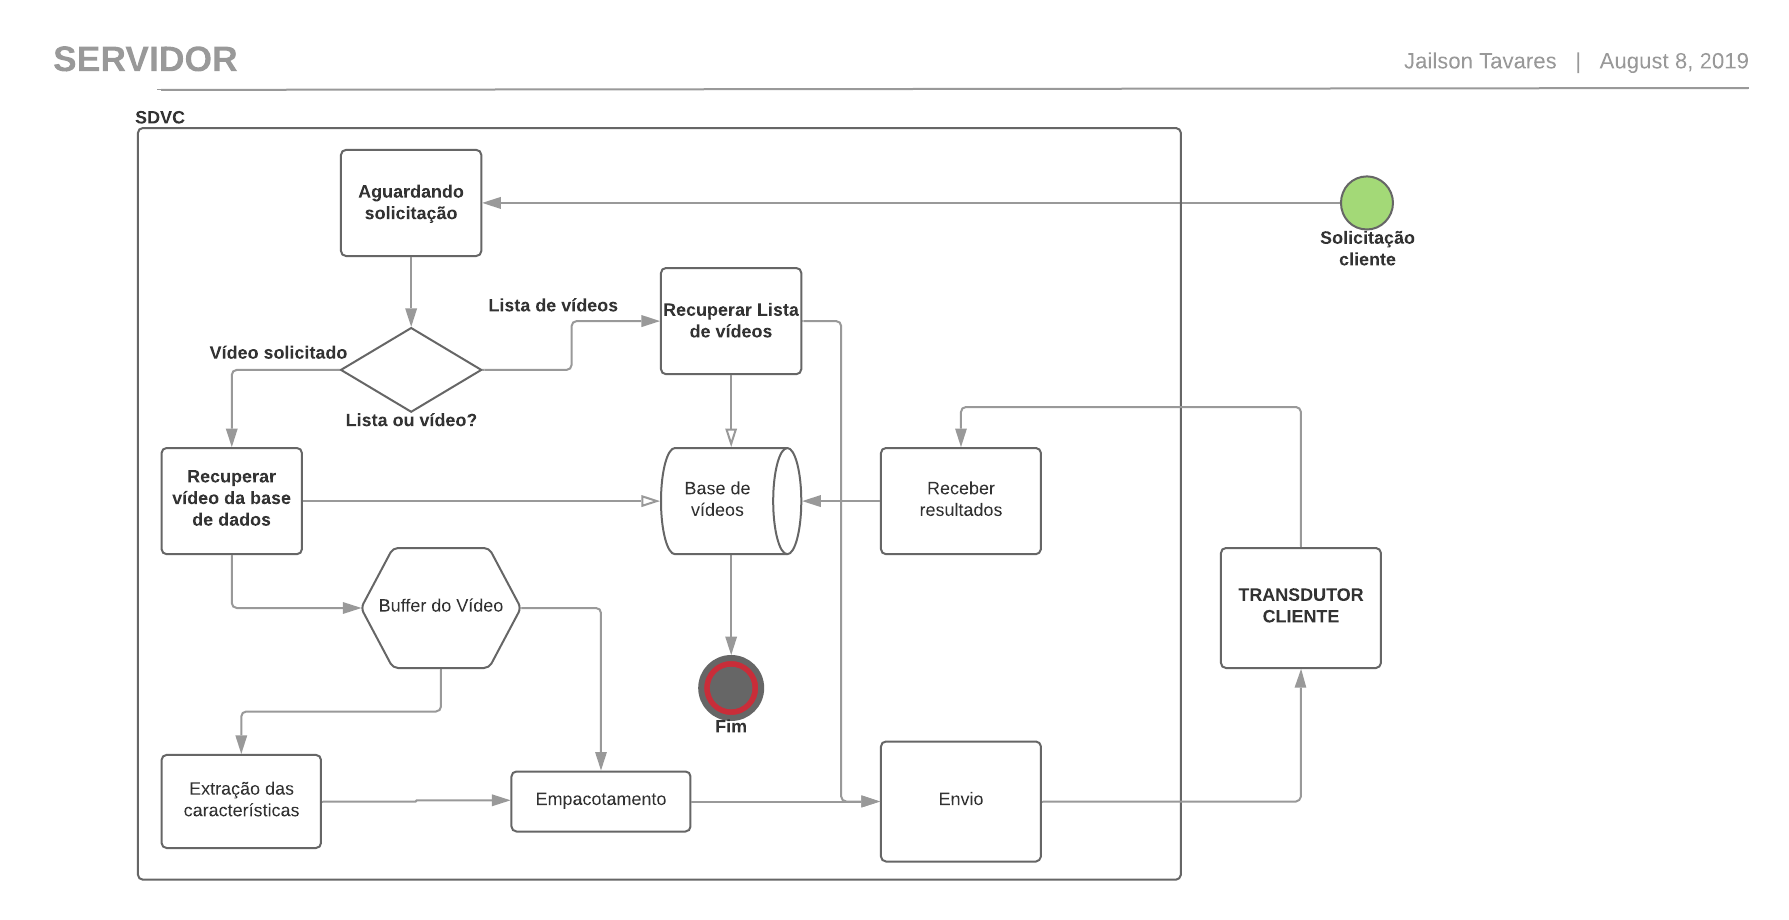 SERVIDOR
Jailson Tavares | August 8, 2019
SDVC
Aguardando
solicitação
Solicitação
cliente
Lista de vídeos
Recuperar Lista
de vídeos
Vídeo solicitado
Lista ou vídeo?
Recuperar
vídeo da base
de dados
Base de
vídeos
Receber
resultados
Buffer do Vídeo
TRANSDUTOR
CLIENTE
Fim
Extração das
características
Empacotamento
Envio